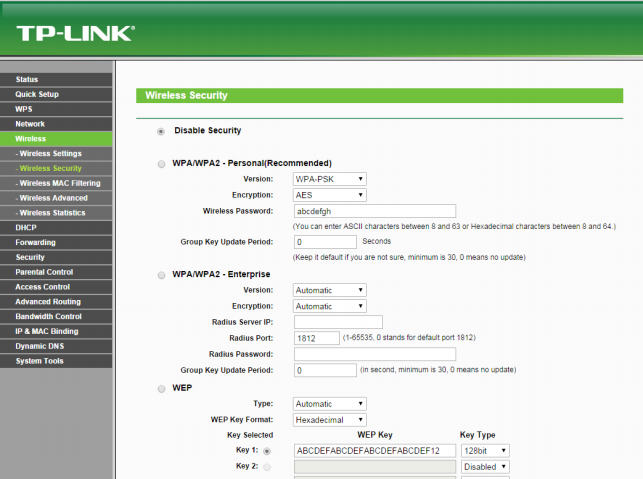 TP-LINK®
Status
Quick Setup
WPS
Network
Wireless
- Wireless Settings
- Wireless Security
- Wireless MAC Filtering
- Wireless Advanced
- Wireless Statistics
DHCP
Forwarding
Security
Parental Control
Access Control
Advanced Routing
Bandwidth Control
IP & MAC Binding
Dynamic DNS
System Tools
Wireless Security
Disable Security
WPA/WPA2 - Personal(Recommended)
Version: WPA-PSK
Encryption: AES
Wireless Password: abcdefgh
(You can enter ASCII characters between 8 and 63 or Hexadecimal characters between 8 and 64.)
Group Key Update Period: 0 Seconds
(Keep it default if you are not sure, minimum is 30, 0 means no update)
WPA/WPA2 - Enterprise
Version: Automatic
Encryption: Automatic
Radius Server IP:
Radius Port: 1812 (1-65535, 0 stands for default port 1812)
Radius Password:
Group Key Update Period: 0 (in second, minimum is 30, 0 means no update)
WEP
Type: Automatic
WEP Key Format: Hexadecimal
Key Selected WEP Key Key Type
Key 1: ABCDEFABCDEFABCDEFABCDEF12 128bit
Key 2: Disabled